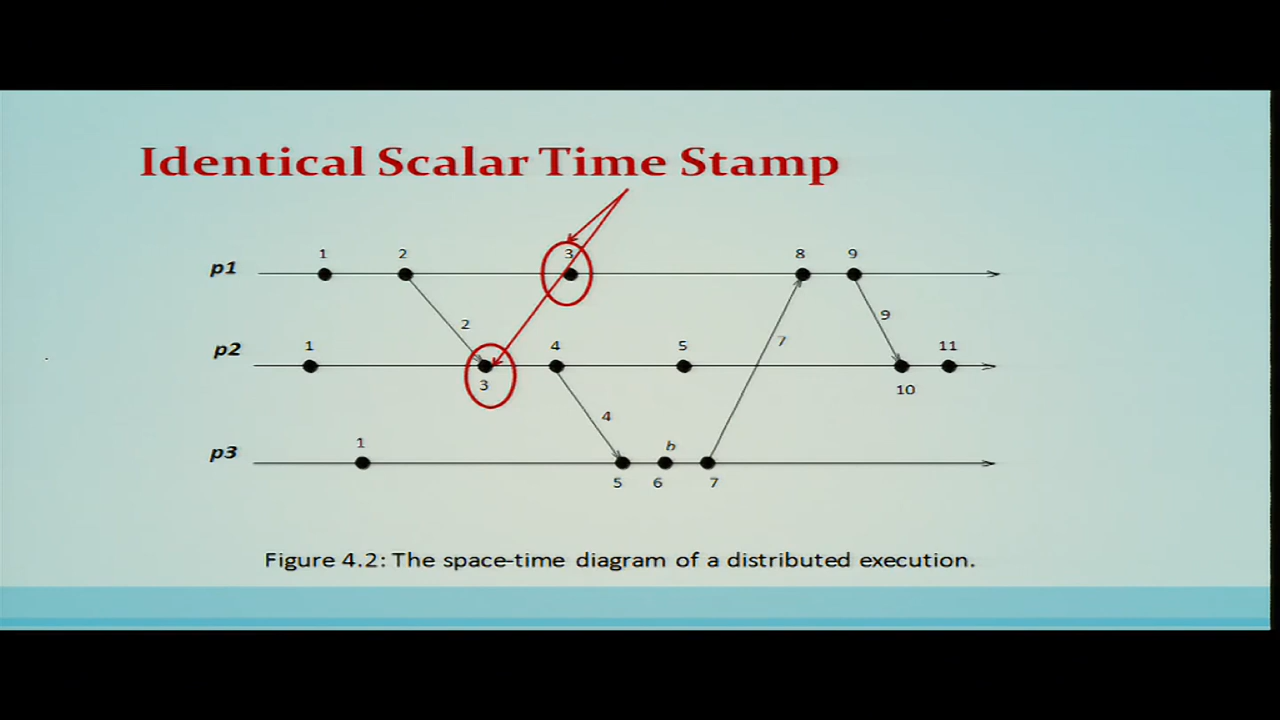 Identical Scalar Time Stamp
1 2 3 8 9
p1
2 9
7
p2 1 4 5 11
3 10
4
p3 1 b
5 6 7
Figure 4.2: The space-time diagram of a distributed execution.